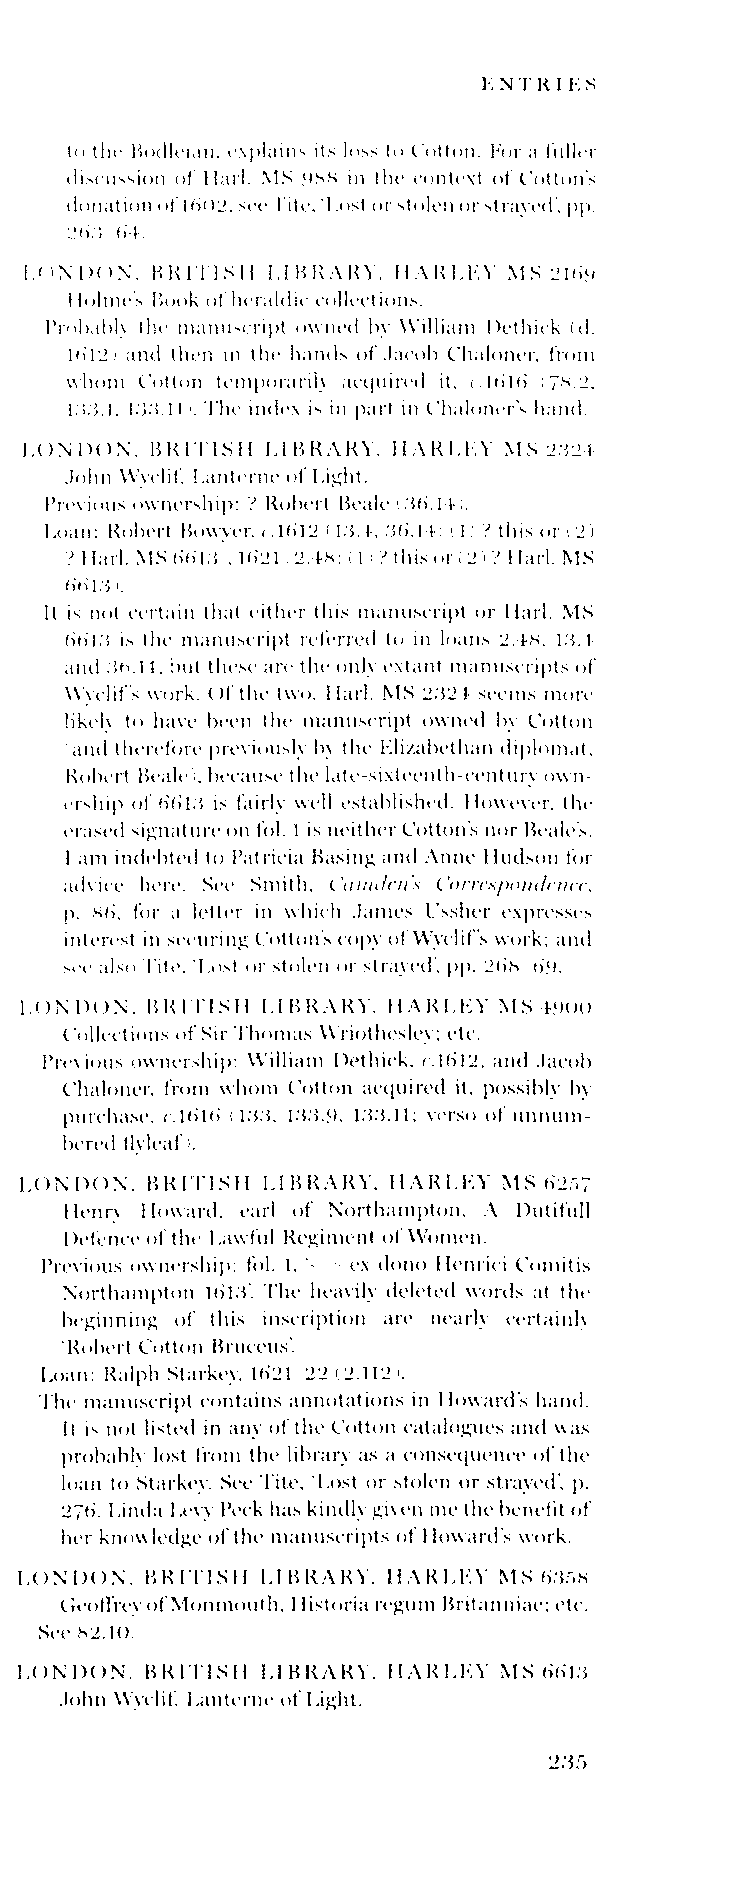 ENTRIES
to the Bodleian, explains its loss to Cotton. For a fuller
discussion of Harl. MS 988 in the context of Cotton's
donation of 1602, see Tite, 'Lost or stolen or strayed', pp.
263–64.
LONDON, BRITISH LIBRARY, HARLEY MS 2169
Holme's Book of heraldic collections.
Probably the manuscript owned by William Dethick (d.
1612) and then in the hands of Jacob Chaloner, from
whom Cotton temporarily acquired it, c.1616 (78.2,
133.4, 133.11). The index is in part in Chaloner's hand.
LONDON, BRITISH LIBRARY, HARLEY MS 2324
John Wyclif, Lanterne of Light.
Previous ownership: ? Robert Beale (36.14).
Loan: Robert Bowyer, c.1612 (13.4, 36.14: (1) ? this or (2)
? Harl. MS 6613), 1621 (2.48: (1) ? this or (2) ? Harl. MS
6613).
It is not certain that either this manuscript or Harl. MS
6613 is the manuscript referred to in loans 2.48, 13.4
and 36.14, but these are the only extant manuscripts of
Wyclif's work. Of the two, Harl. MS 2324 seems more
likely to have been the manuscript owned by Cotton
(and therefore previously by the Elizabethan diplomat,
Robert Beale), because the late-sixteenth-century own-
ership of 6613 is fairly well established. However, the
erased signature on fol. 1 is neither Cotton's nor Beale's.
I am indebted to Patricia Basing and Anne Hudson for
advice here. See Smith, Camden's Correspondence,
p. 86, for a letter in which James Ussher expresses
interest in securing Cotton's copy of Wyclif's work; and
see also Tite, 'Lost or stolen or strayed', pp. 268–69.
LONDON, BRITISH LIBRARY, HARLEY MS 4900
Collections of Sir Thomas Wriothesley; etc.
Previous ownership: William Dethick, c.1612, and Jacob
Chaloner, from whom Cotton acquired it, possibly by
purchase, c.1616 (133, 133.9, 133.11; verso of unnum-
bered flyleaf).
LONDON, BRITISH LIBRARY, HARLEY MS 6257
Henry Howard, earl of Northampton, A Dutifull
Defence of the Lawful Regiment of Women.
Previous ownership: fol. 1, '- - - ex dono Henrici Comitis
Northampton 1613'. The heavily deleted words at the
beginning of this inscription are nearly certainly
'Robert Cotton Bruceus'.
Loan: Ralph Starkey, 1621–22 (2.112).
The manuscript contains annotations in Howard's hand.
It is not listed in any of the Cotton catalogues and was
probably lost from the library as a consequence of the
loan to Starkey. See Tite, 'Lost or stolen or strayed', p.
276. Linda Levy Peck has kindly given me the benefit of
her knowledge of the manuscripts of Howard's work.
LONDON, BRITISH LIBRARY, HARLEY MS 6358
Geoffrey of Monmouth, Historia regum Britanniae; etc.
See 82.10.
LONDON, BRITISH LIBRARY, HARLEY MS 6613
John Wyclif, Lanterne of Light.
235